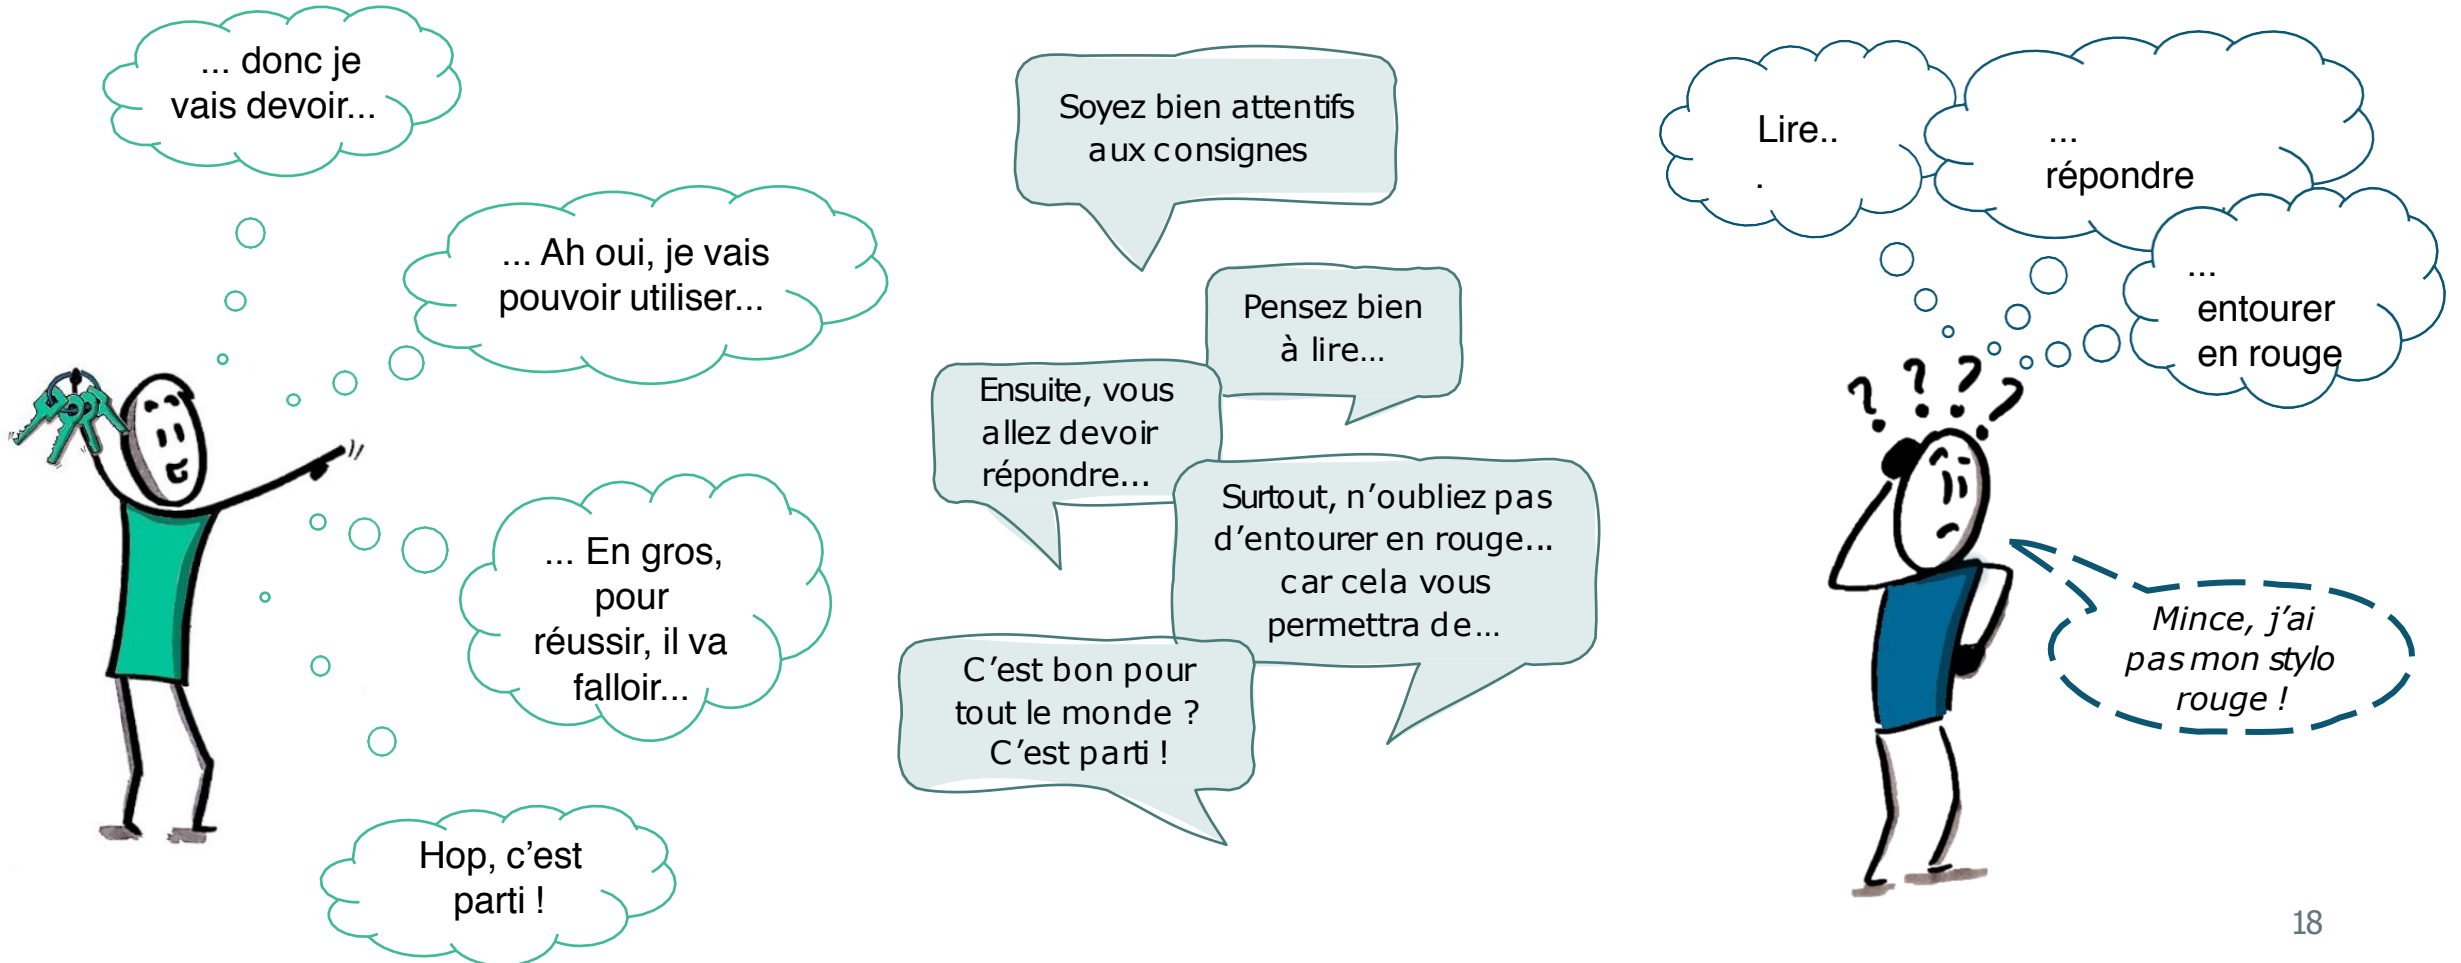 ... donc je
vais devoir...
... Ah oui, je vais
pouvoir utiliser...
... En gros,
pour
réussir, il va
falloir...
Hop, c'est
parti !
Soyez bien attentifs
aux consignes
Pensez bien
à lire...
Ensuite, vous
allez devoir
répondre...
Surtout, n'oubliez pas
d'entourer en rouge...
car cela vous
permettra de...
C'est bon pour
tout le monde ?
C'est parti !
Lire..
.
...
répondre
...
entourer
en rouge
? ? ? ?
Mince, j'ai
pas mon stylo
rouge !
18